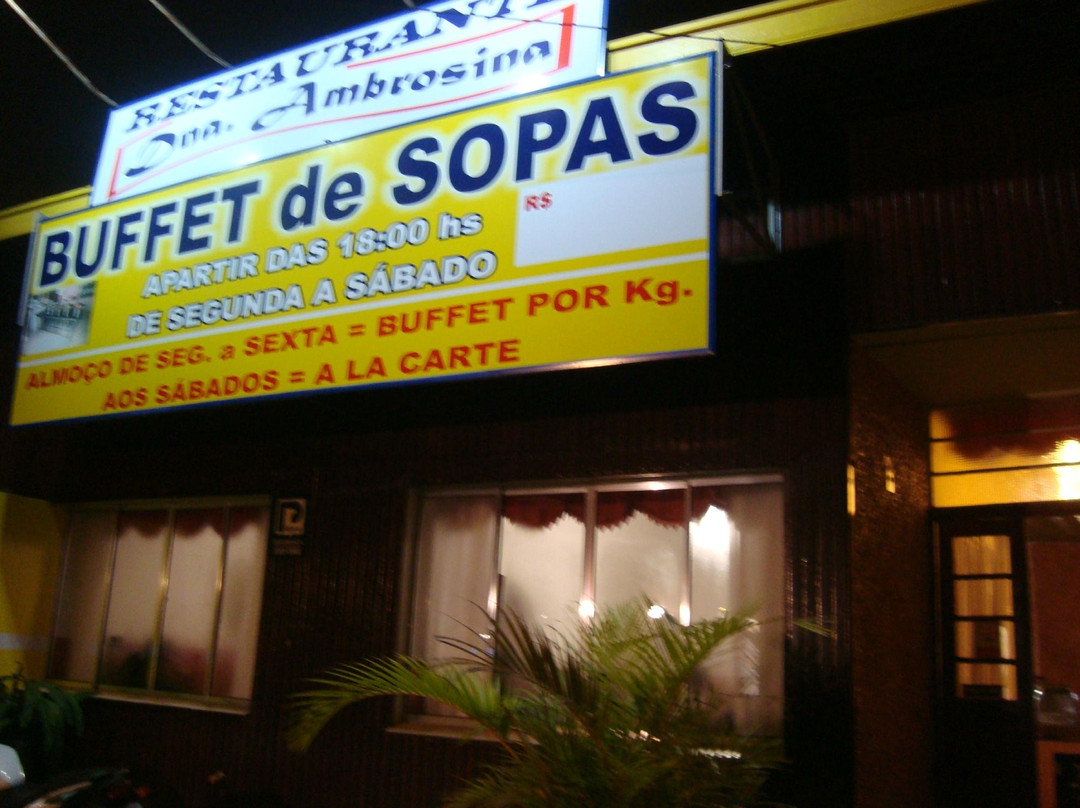 RESTAURANTE
Dna. Ambrosina
BUFFET de SOPAS
APARTIR DAS 18:00 hs
DE SEGUNDA A SÁBADO
R$
ALMOÇO DE SEG. a SEXTA = BUFFET POR Kg.
AOS SÁBADOS = A LA CARTE